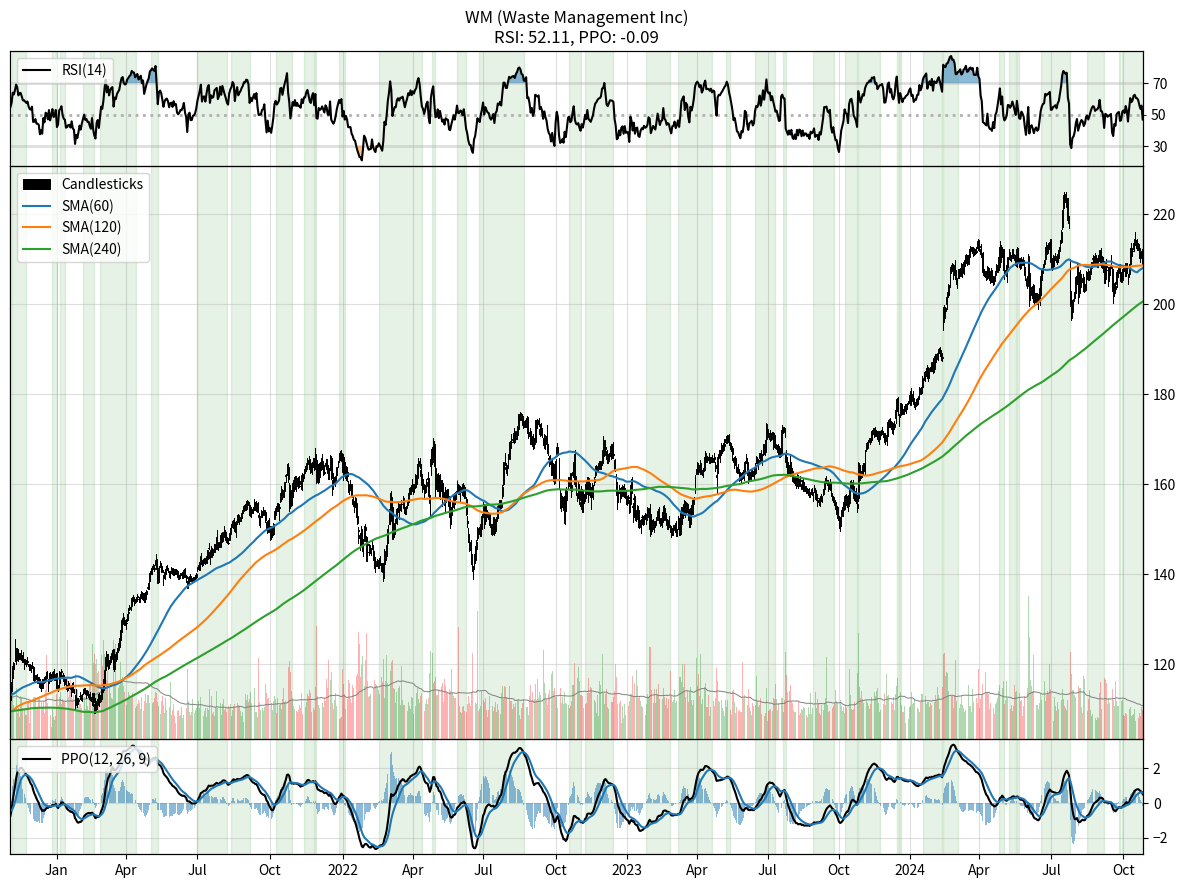 WM (Waste Management Inc)
RSI: 52.11, PPO: -0.09
RSI(14)
70
50
30
Candlesticks
SMA(60)
SMA(120)
SMA(240)
220
200
180
160
140
120
PPO(12, 26, 9)
2
0
−2
Jan Apr Jul Oct 2022 Apr Jul Oct 2023 Apr Jul Oct 2024 Apr Jul Oct